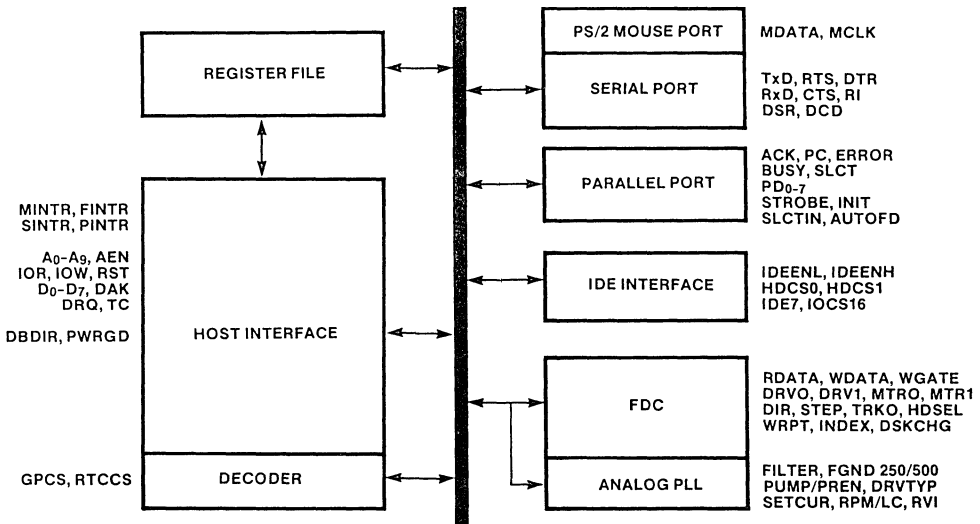 REGISTER FILE
MINTR, FINTR
SINTR, PINTR
A0-A9, AEN
IOR, IOW, RST
D0-D7, DAK
DRQ, TC
DBDIR, PWRGD
HOST INTERFACE
GPCS, RTCCS
DECODER
PS/2 MOUSE PORT
MDATA, MCLK
SERIAL PORT
TxD, RTS, DTR
RxD, CTS, RI
DSR, DCD
PARALLEL PORT
ACK, PC, ERROR
BUSY, SLCT
PD0-7
STROBE, INIT
SLCTIN, AUTOFD
IDE INTERFACE
IDEENL, IDEENH
HDCS0, HDCS1
IDE7, IOCS16
FDC
RDATA, WDATA, WGATE
DRVO, DRV1, MTRO, MTR1
DIR, STEP, TRKO, HDSEL
WRPT, INDEX, DSKCHG
ANALOG PLL
FILTER, FGND 250/500
PUMP/PREN, DRVTYP
SETCUR, RPM/LC, RVI